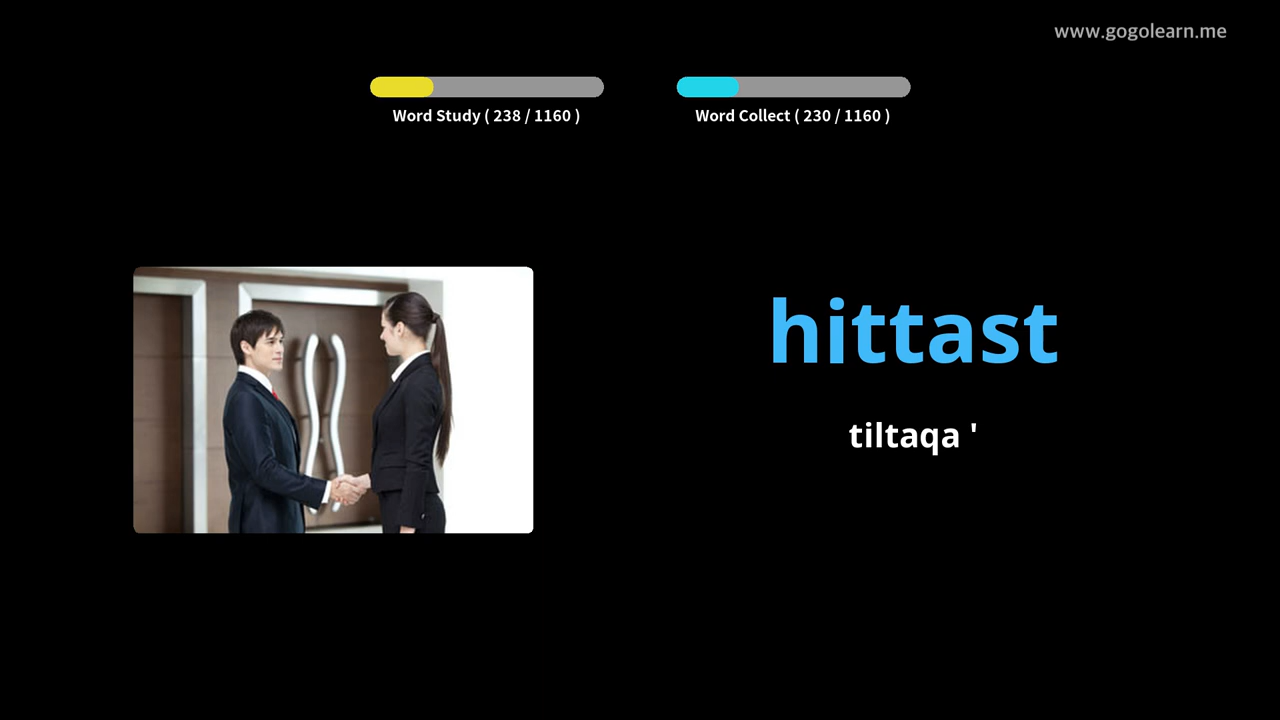 www.gogolearn.me
Word Study ( 238 / 1160 )
Word Collect ( 230 / 1160 )
hittast
tiltaqa '